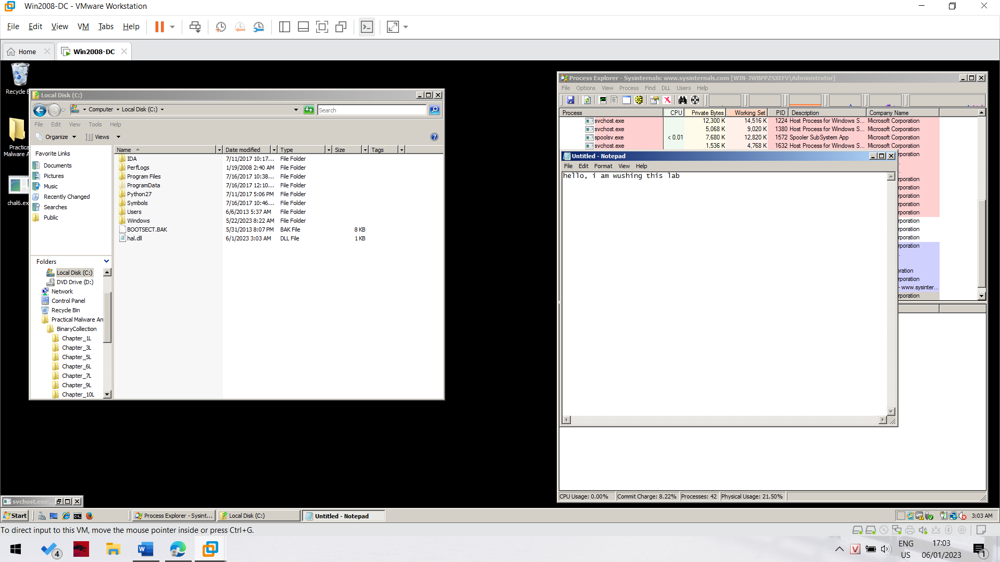 Win2008-DC - VMware Workstation
File Edit View VM Tabs Help
Home
Win2008-DC
Recycle
Local Disk (C:)
Computer Local Disk (C:)
Search
File Edit View Tools Help
Organize Views
Favorite Links
Documents
Pictures
Music
Recently Changed
Searches
Public
Folders
Local Disk (C:)
DVD Drive (D:)
Network
Control Panel
Recycle Bin
Practical Malware An
BinaryCollection
Chapter_1L
Chapter_3L
Chapter_5L
Chapter_6L
Chapter_7L
Chapter_9L
Chapter_10L
Name Date modified Type Size Tags
IDA 7/11/2017 10:17... File Folder
PerfLogs 1/19/2008 2:40 AM File Folder
Program Files 7/16/2017 10:38... File Folder
ProgramData 7/16/2017 12:10... File Folder
Python27 7/11/2017 5:06 PM File Folder
Symbols 7/16/2017 10:46... File Folder
Users 6/6/2013 5:37 AM File Folder
Windows 5/22/2023 8:22 AM File Folder
BOOTSECT.BAK 5/31/2013 8:07 PM BAK File 8 KB
hal.dll 6/1/2023 3:03 AM DLL File 1 KB
Practica
Malware A
chal6.ex
Process Explorer - Sysinternals: www.sysinternals.com [WIN-JWBPPZSXEFV\Administrator]
File Options View Process Find DLL Users Help
Process CPU Private Bytes Working Set PID Description Company Name
svchost.exe 12,300 K 14,516 K 1224 Host Process for Windows S... Microsoft Corporation
svchost.exe 5,068 K 9,020 K 1380 Host Process for Windows S... Microsoft Corporation
spoolsv.exe < 0.01 7,680 K 12,820 K 1572 Spooler SubSystem App Microsoft Corporation
svchost.exe 1,536 K 4,768 K 1632 Host Process for Windows S... Microsoft Corporation
rporation
rporation
rporation
rporation
rporation
rporation
rporation
rporation
rporation
rporation
ration
rporation
- www.sysinter...
rporation
Untitled - Notepad
File Edit Format View Help
hello, i am wushing this lab
CPU Usage: 0.00% Commit Charge: 8.22% Processes: 42 Physical Usage: 21.50%
svchost.exe:...
Start
Process Explorer - Sysint...
Local Disk (C:)
Untitled - Notepad
3:03 AM
To direct input to this VM, move the mouse pointer inside or press Ctrl+G.
4
ENG
US
17:03
06/01/2023
1